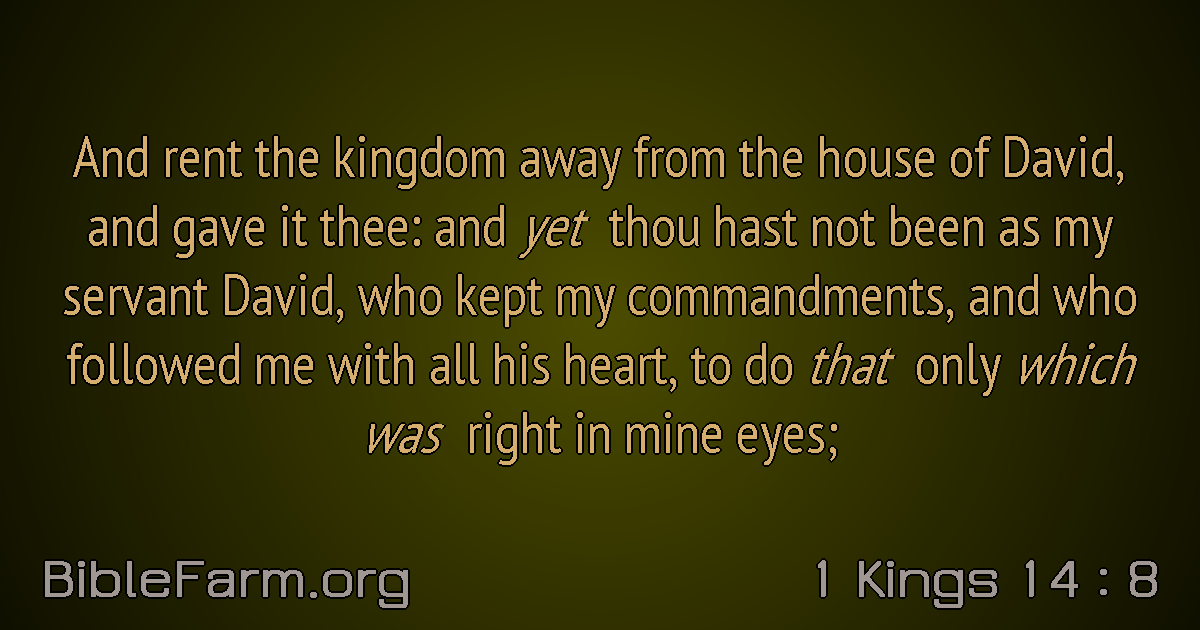 And rent the kingdom away from the house of David,
and gave it thee: and yet thou hast not been as my
servant David, who kept my commandments, and who
followed me with all his heart, to do that only which
was right in mine eyes;
BibleFarm.org
1 Kings 14 : 8